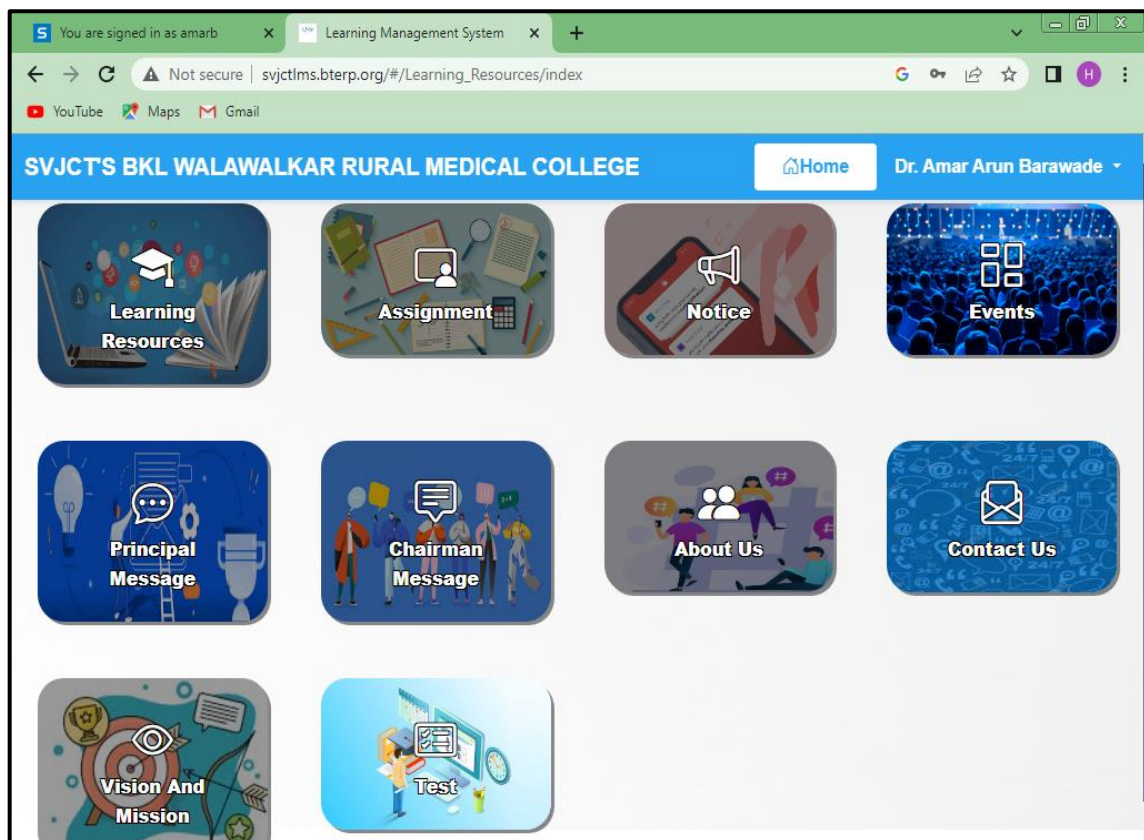 You are signed in as amarb
Learning Management System
Not secure | svjctlms.bterp.org/#/Learning_Resources/index
H
YouTube Maps Gmail
SVJCT'S BKL WALAWALKAR RURAL MEDICAL COLLEGE
Home
Dr. Amar Arun Barawade
Learning
Resources
Assignment
Notice
Events
Principal
Message
Chairman
Message
About Us
Contact Us
Vision And
Mission
Test